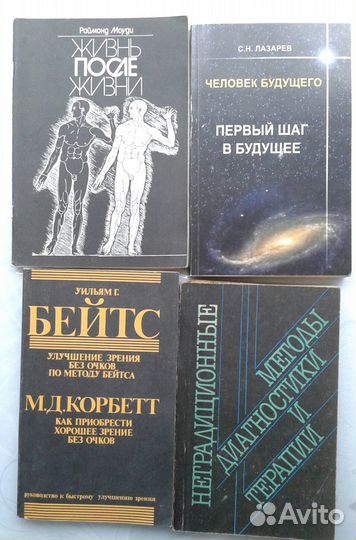 Раймонд Моуди
ЖИЗНЬ
ПОСЛЕ
ЖИЗНИ
С.Н. ЛАЗАРЕВ
ЧЕЛОВЕК БУДУЩЕГО
ПЕРВЫЙ ШАГ
В БУДУЩЕЕ
УИЛЬЯМ Г.
БЕЙТС
УЛУЧШЕНИЕ ЗРЕНИЯ
БЕЗ ОЧКОВ
ПО МЕТОДУ БЕЙТСА
М.Д.КОРБЕТТ
КАК ПРИОБРЕСТИ
ХОРОШЕЕ ЗРЕНИЕ
БЕЗ ОЧКОВ
руководство к быстрому улучшению зрения
НЕТРАДИЦИОННЫЕ
МЕТОДЫ
ДИАГНОСТИКИ
И
ТЕРАПИИ
Avito